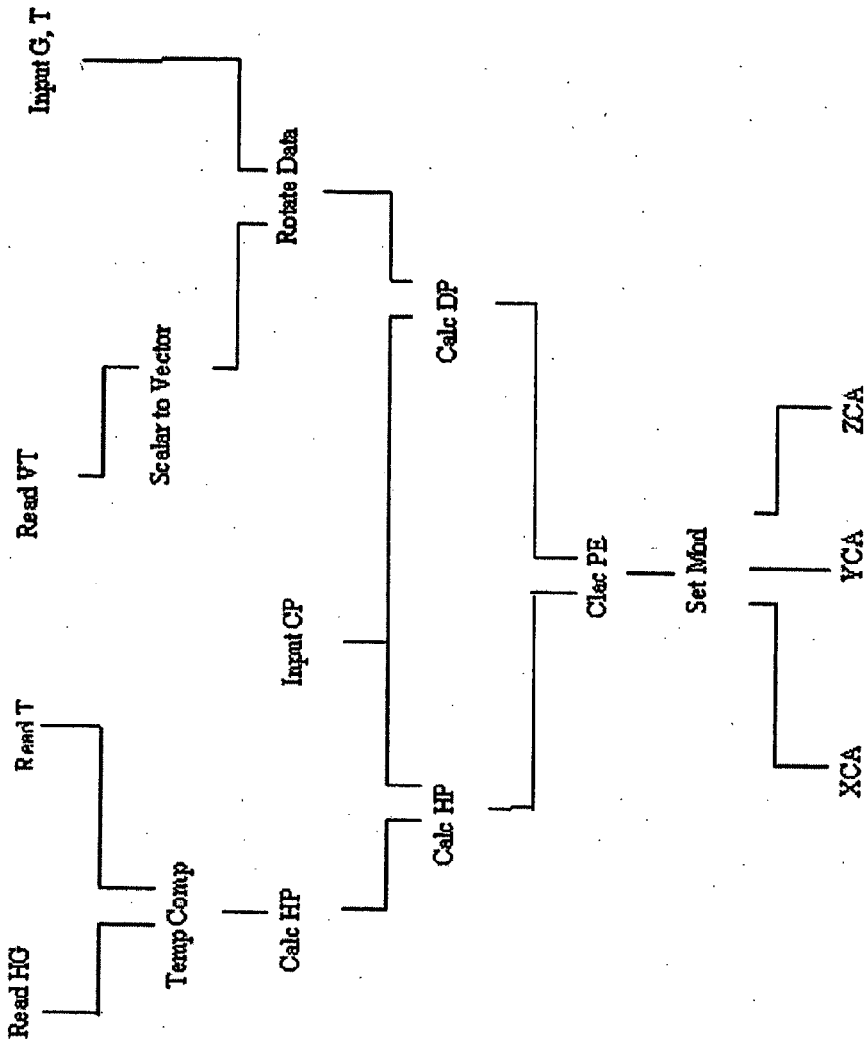 Read HG
Read T
Read VT
Input G, T
Temp Comp
Scalar to Vector
Calc HP
Input CP
Rotate Data
Calc HP
Calc DP
Clac PE
Set Mod
XCA
YCA
ZCA